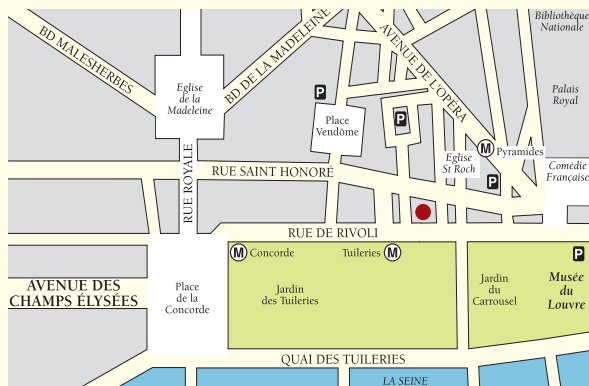 Bibliothèque
Nationale
BD MALESHERBES
BD DE LA MADELEINE
AVENUE DE L'OPÉRA
Eglise
de la
Madeleine
P
Palais
Royal
Place
Vendôme
P
M Pyramides
Eglise
St Roch
Comédie
Française
P
RUE ROYALE
RUE SAINT HONORÉ
RUE DE RIVOLI
M Concorde
Tuileries M
P
AVENUE DES
CHAMPS ÉLYSÉES
Place
de la
Concorde
Jardin
des Tuileries
Jardin
du
Carrousel
Musée
du
Louvre
QUAI DES TUILERIES
LA SEINE